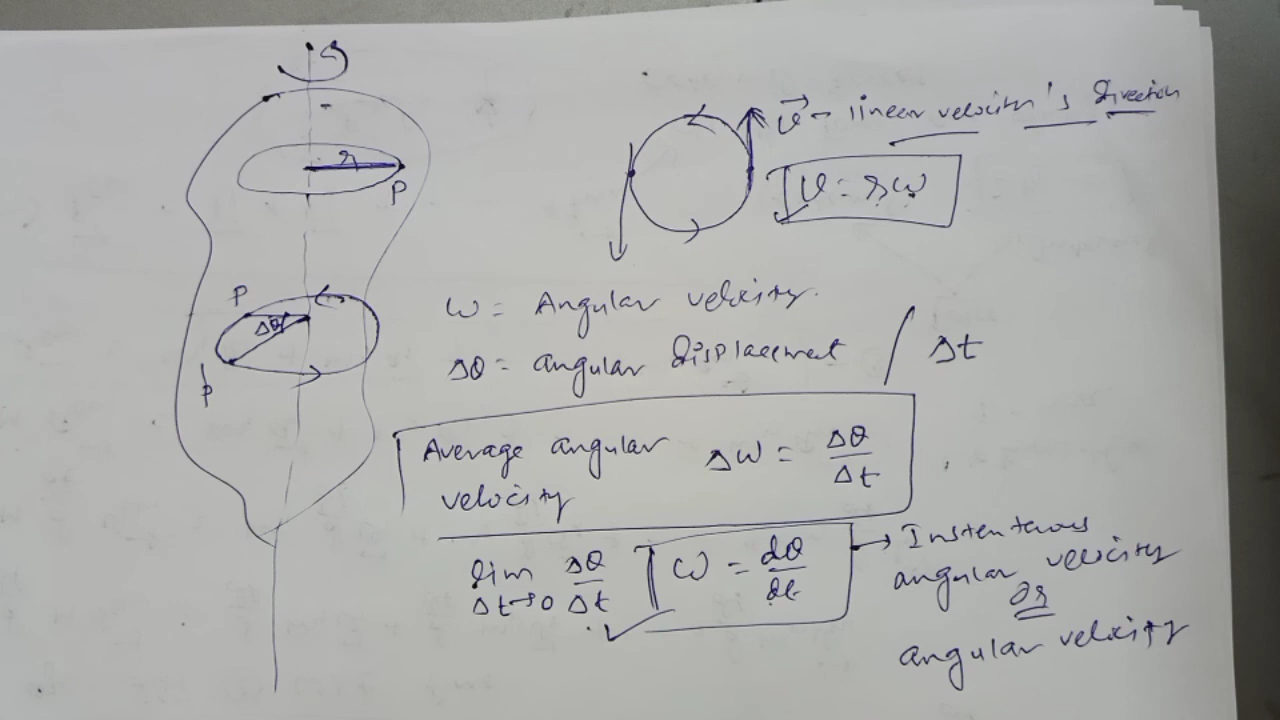 r
P
P
Δθ
P
v⃗ - linear velocity's direction
v = rω
ω = Angular velocity.
Δθ = angular displacement / Δt
Average angular velocity Δω = Δθ/Δt
lim Δt→0 Δθ/Δt ω = dθ/dt → Instentenous
angular velocity
or
angular velocity